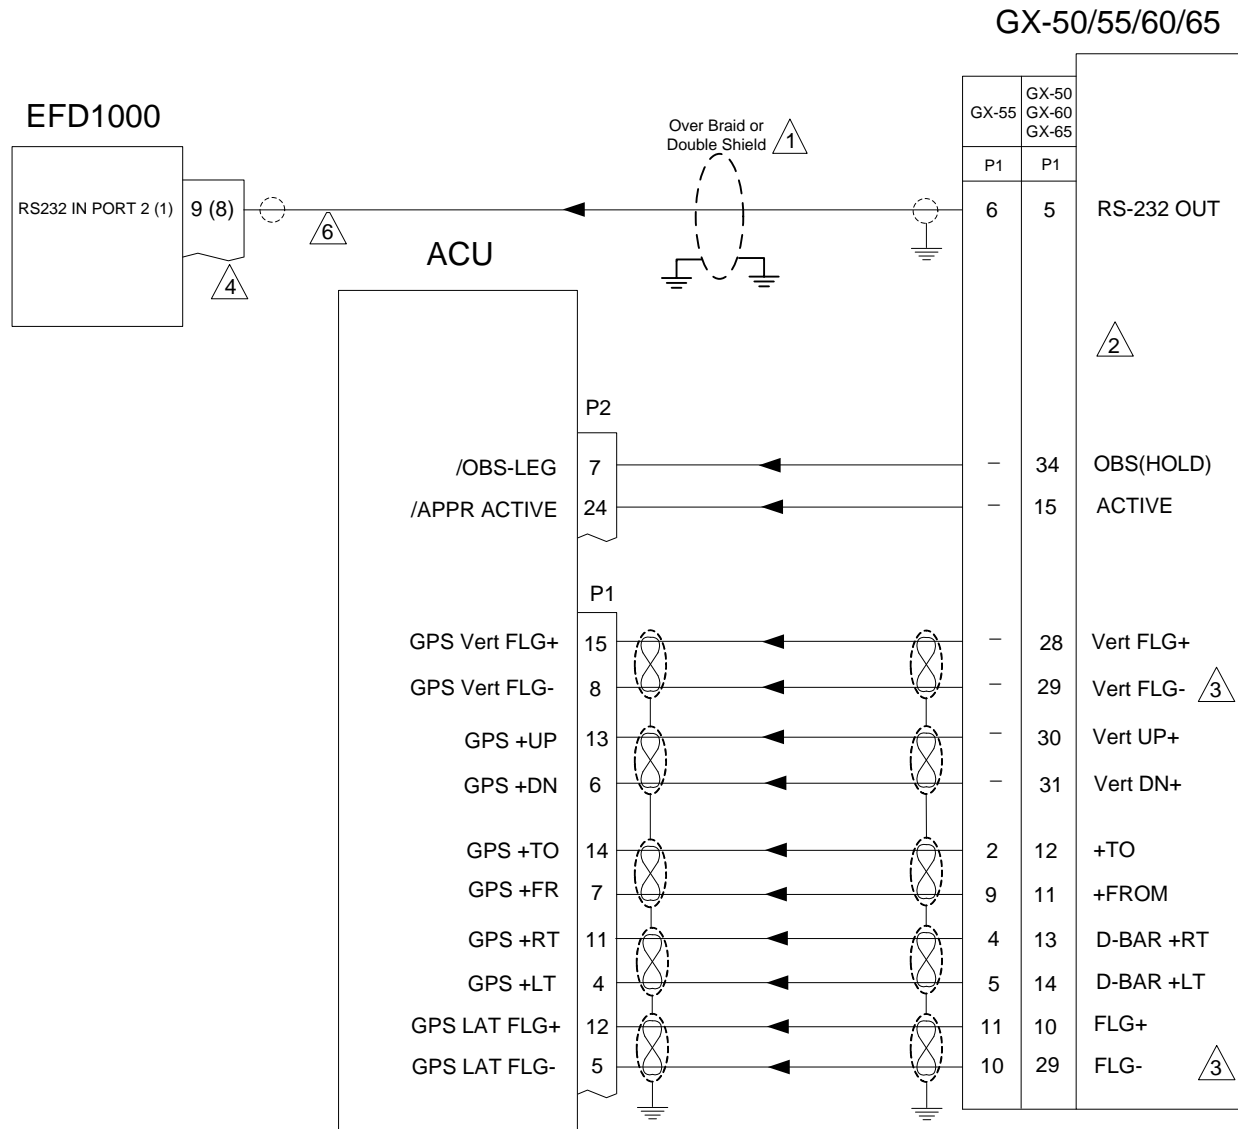 GX-50/55/60/65
EFD1000
GX-55
GX-50
GX-60
GX-65
P1 P1
Over Braid or
Double Shield 1
RS232 IN PORT 2 (1) 9 (8) 6 5 RS-232 OUT
6
4
ACU
2
P2
/OBS-LEG 7 – 34 OBS(HOLD)
/APPR ACTIVE 24 – 15 ACTIVE
P1
GPS Vert FLG+ 15 – 28 Vert FLG+
GPS Vert FLG- 8 – 29 Vert FLG- 3
GPS +UP 13 – 30 Vert UP+
GPS +DN 6 – 31 Vert DN+
GPS +TO 14 2 12 +TO
GPS +FR 7 9 11 +FROM
GPS +RT 11 4 13 D-BAR +RT
GPS +LT 4 5 14 D-BAR +LT
GPS LAT FLG+ 12 11 10 FLG+
GPS LAT FLG- 5 10 29 FLG- 3